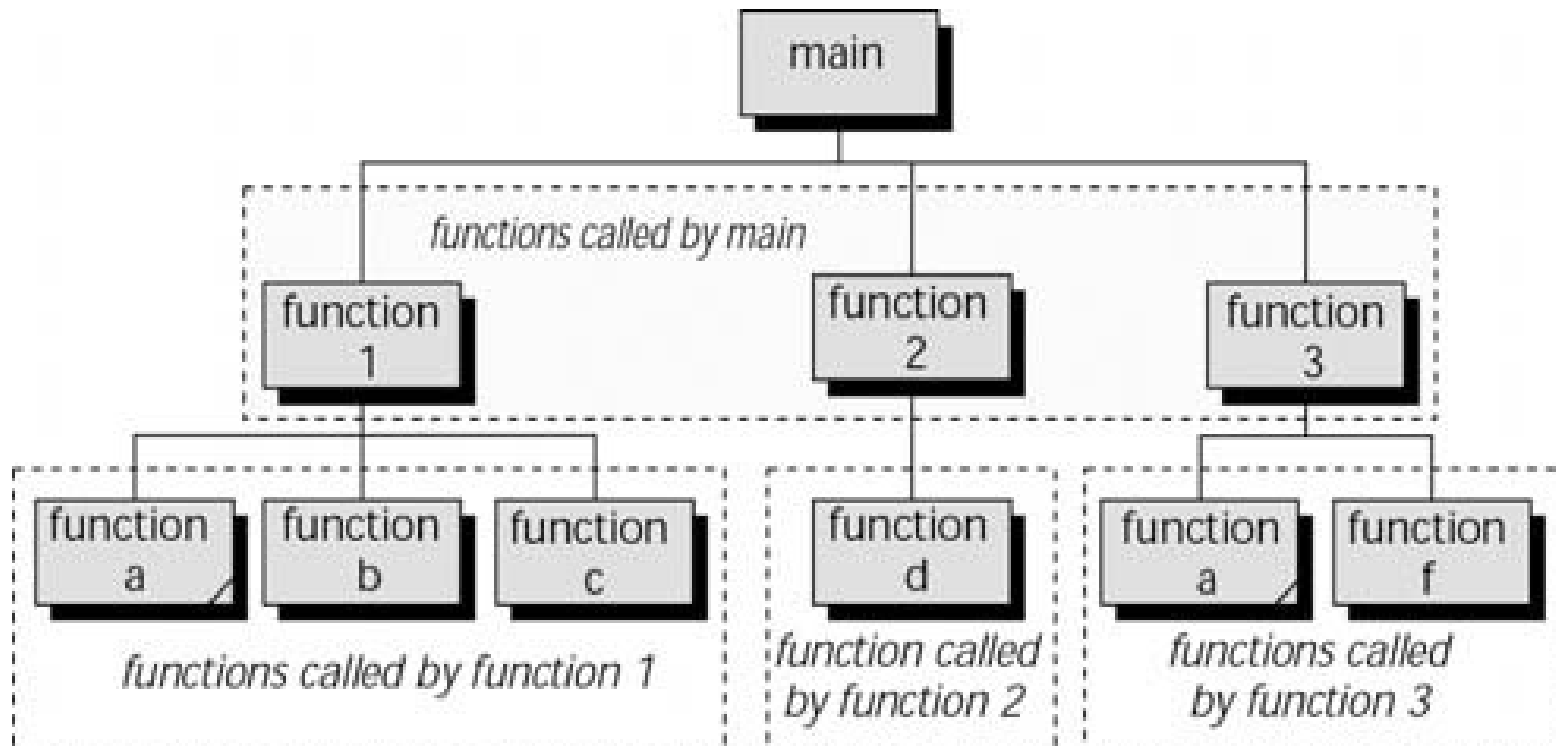 main
functions called by main
function
1
function
2
function
3
function
a
function
b
function
c
function
d
function
a
function
f
functions called by function 1
function called
by function 2
functions called
by function 3